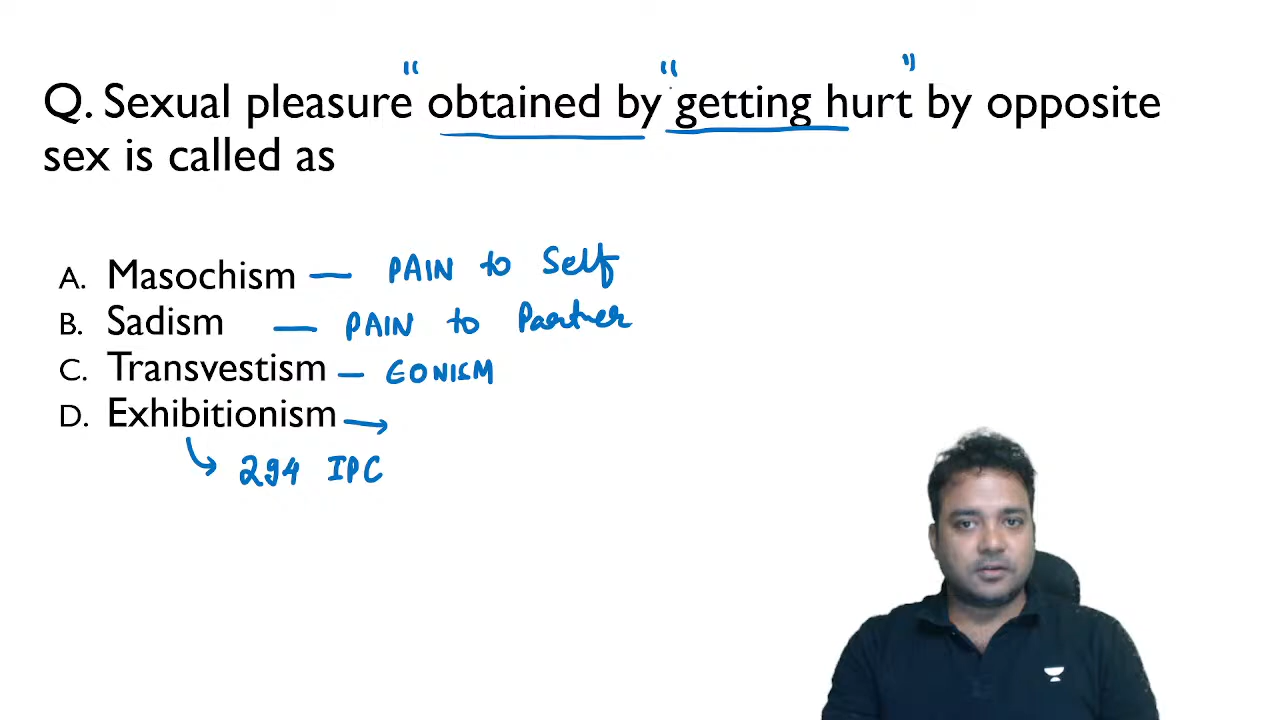 Q. Sexual pleasure "obtained by "getting hurt" by opposite
sex is called as
A. Masochism — PAIN to Self
B. Sadism — PAIN to Partner
C. Transvestism — EONISM
D. Exhibitionism →
↳ 294 IPC